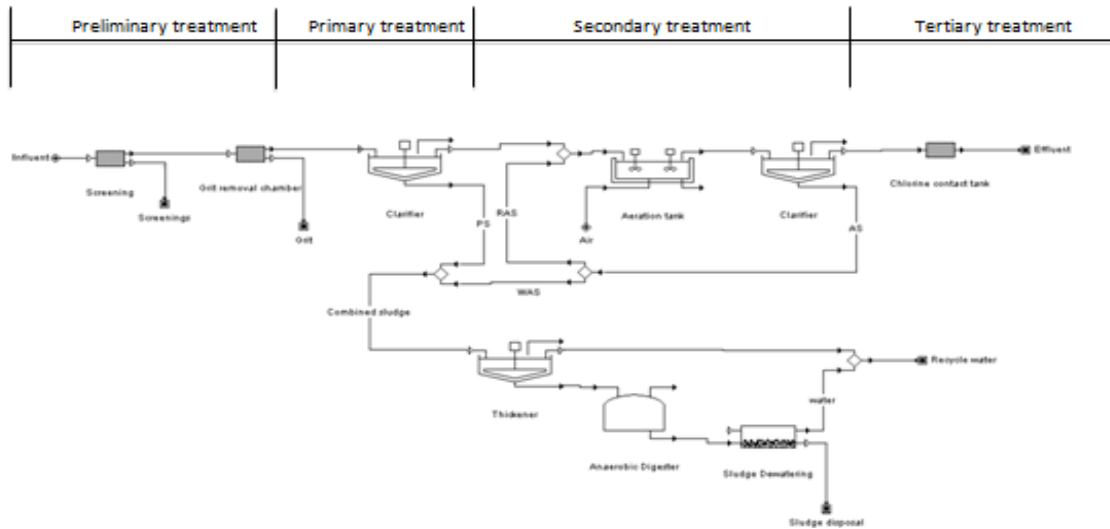 Preliminary treatment
Primary treatment
Secondary treatment
Tertiary treatment
Influent
Screening
Screenings
Grit removal chamber
Grit
Clarifier
PS
RAS
Air
Aeration tank
Clarifier
AS
Chlorine contact tank
Effluent
WAS
Combined sludge
Thickener
Anaerobic Digester
Sludge Dewatering
water
Recycle water
Sludge disposal